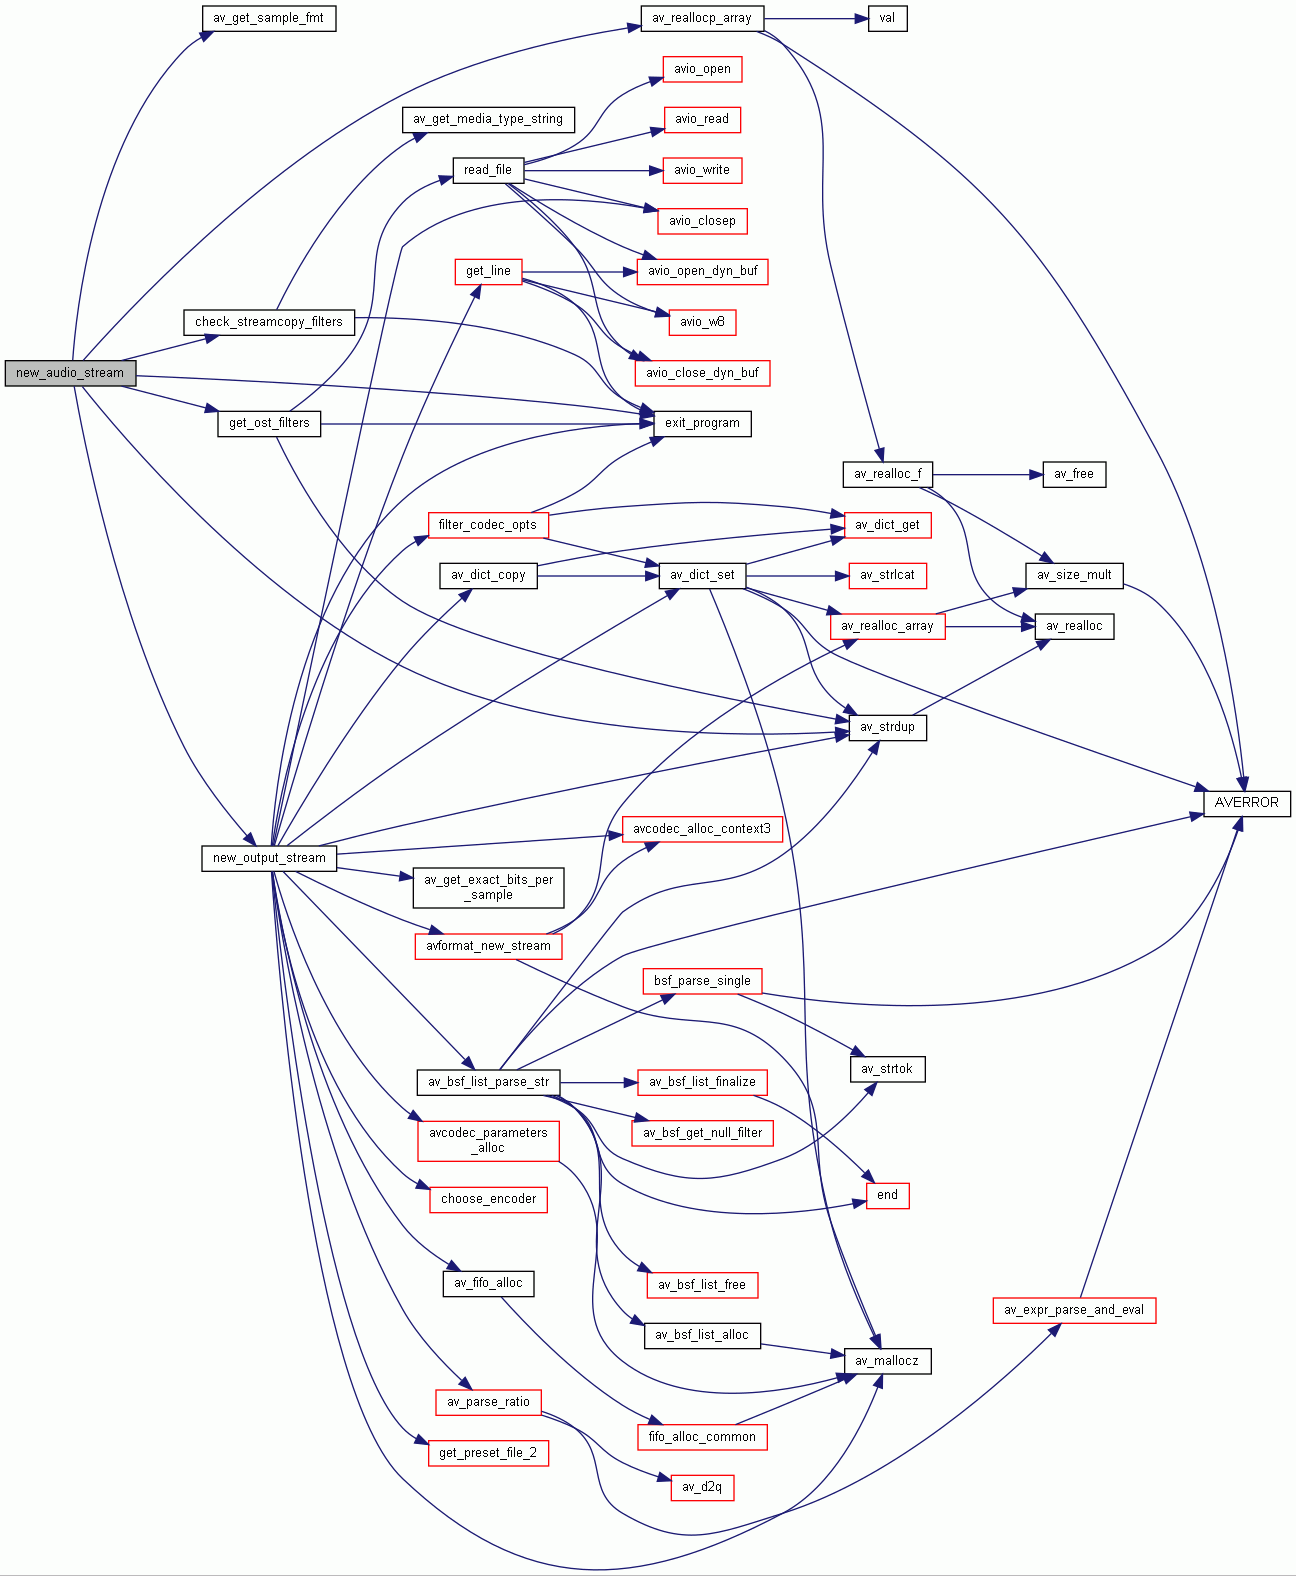 av_get_sample_fmt
av_reallocp_array
val
avio_open
av_get_media_type_string
avio_read
read_file
avio_write
avio_closep
get_line
avio_open_dyn_buf
check_streamcopy_filters
avio_w8
new_audio_stream
avio_close_dyn_buf
get_ost_filters
exit_program
av_realloc_f
av_free
filter_codec_opts
av_dict_get
av_dict_copy
av_dict_set
av_strlcat
av_size_mult
av_realloc_array
av_realloc
av_strdup
AVERROR
avcodec_alloc_context3
new_output_stream
av_get_exact_bits_per
_sample
avformat_new_stream
bsf_parse_single
av_strtok
av_bsf_list_parse_str
av_bsf_list_finalize
avcodec_parameters
_alloc
av_bsf_get_null_filter
choose_encoder
end
av_fifo_alloc
av_bsf_list_free
av_expr_parse_and_eval
av_bsf_list_alloc
av_mallocz
av_parse_ratio
fifo_alloc_common
get_preset_file_2
av_d2q